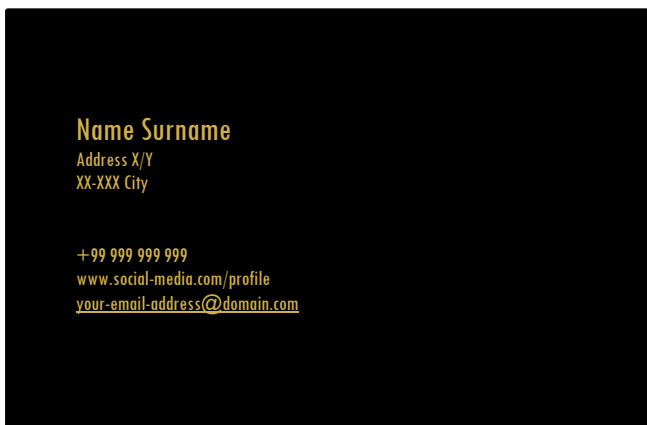 Name Surname
Address X/Y
XX-XXX City
+99 999 999 999
www.social-media.com/profile
your-email-address@domain.com